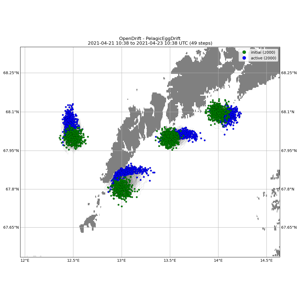 OpenDrift - PelagicEggDrift
2021-04-21 10:38 to 2021-04-23 10:38 UTC (49 steps)
initial (2000)
active (2000)
68.25°N
68.25°N
68.1°N
68.1°N
67.95°N
67.95°N
67.8°N
67.8°N
67.65°N
67.65°N
12°E
12.5°E
13°E
13.5°E
14°E
14.5°E